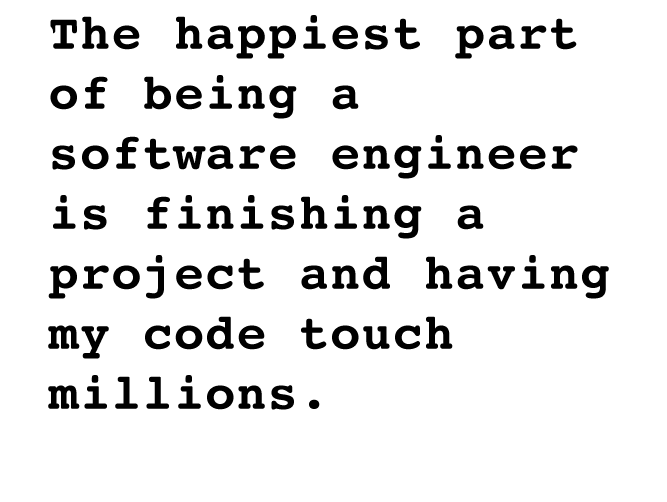 The happiest part
of being a
software engineer
is finishing a
project and having
my code touch
millions.